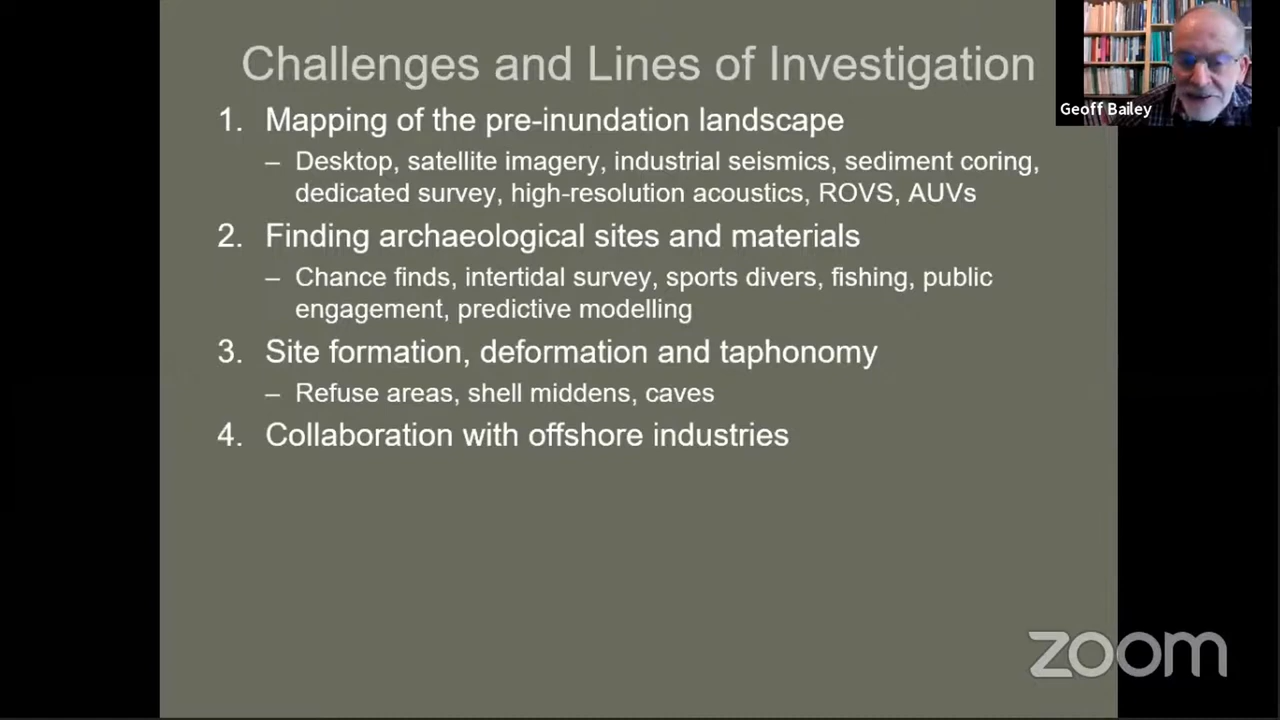 Challenges and Lines of Investigation
Geoff Bailey
1. Mapping of the pre-inundation landscape
– Desktop, satellite imagery, industrial seismics, sediment coring,
dedicated survey, high-resolution acoustics, ROVS, AUVs
2. Finding archaeological sites and materials
– Chance finds, intertidal survey, sports divers, fishing, public
engagement, predictive modelling
3. Site formation, deformation and taphonomy
– Refuse areas, shell middens, caves
4. Collaboration with offshore industries
zoom